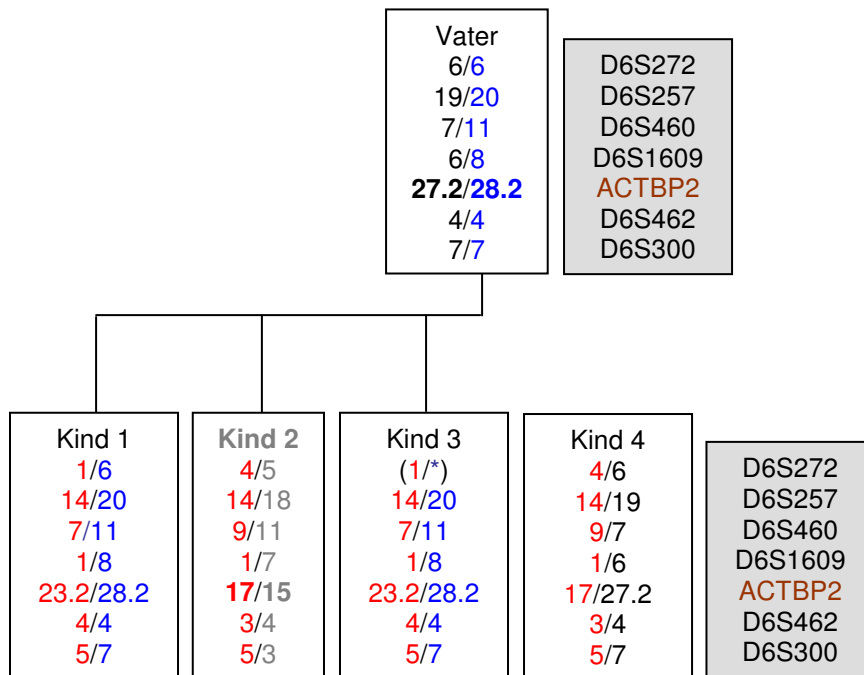 Vater
6/6
19/20
7/11
6/8
27.2/28.2
4/4
7/7
D6S272
D6S257
D6S460
D6S1609
ACTBP2
D6S462
D6S300
Kind 1
1/6
14/20
7/11
1/8
23.2/28.2
4/4
5/7
Kind 2
4/5
14/18
9/11
1/7
17/15
3/4
5/3
Kind 3
(1/*)
14/20
7/11
1/8
23.2/28.2
4/4
5/7
Kind 4
4/6
14/19
9/7
1/6
17/27.2
3/4
5/7
D6S272
D6S257
D6S460
D6S1609
ACTBP2
D6S462
D6S300